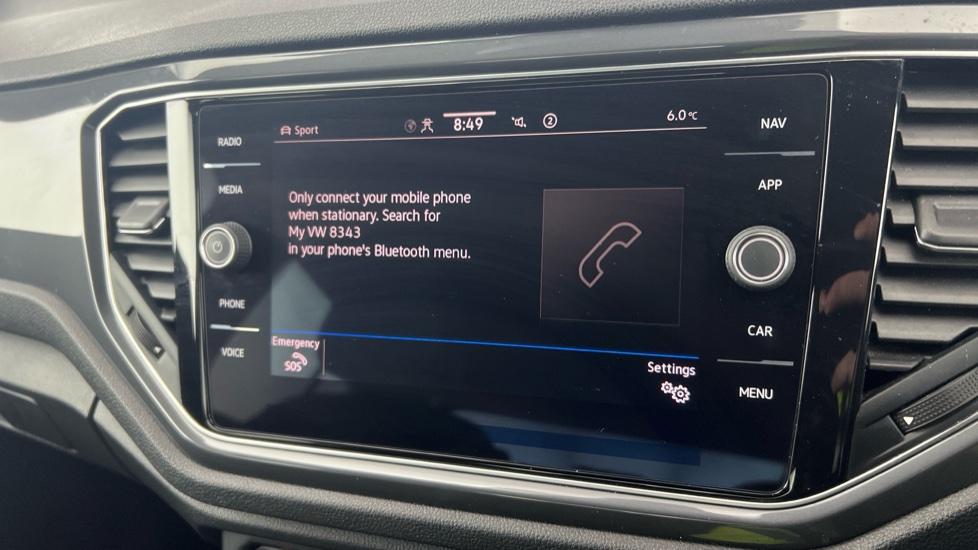 RADIO
MEDIA
PHONE
VOICE
Sport
8:49
2
6.0°C
Only connect your mobile phone
when stationary. Search for
My VW 8343
in your phone's Bluetooth menu.
Emergency
SOS
Settings
NAV
APP
CAR
MENU